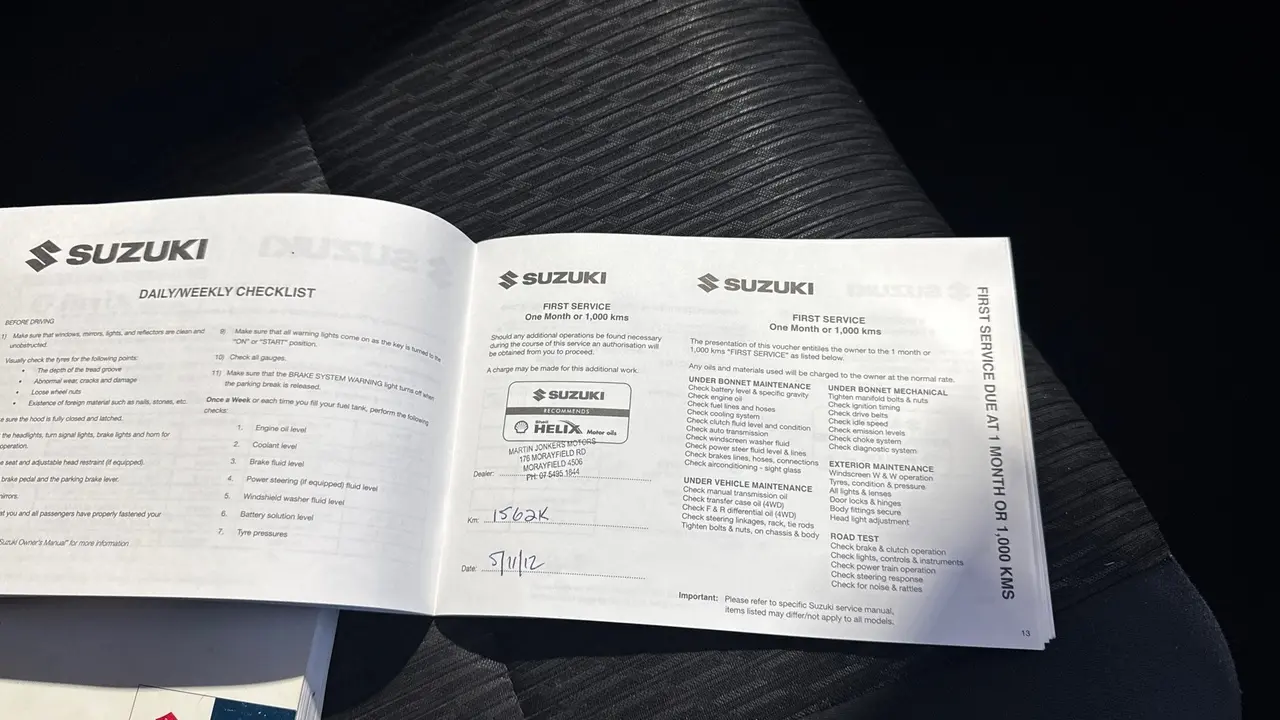 SUZUKI
DAILY/WEEKLY CHECKLIST
BEFORE DRIVING
1) Make sure that windows, mirrors, lights, and reflectors are clean and
unobstructed.
Visually check the tyres for the following points:
• The depth of the tread groove
• Abnormal wear, cracks and damage
• Loose wheel nuts
• Existence of foreign material such as nails, stones, etc.
sure the hood is fully closed and latched.
the headlights, turn signal lights, brake lights and horn for
operation.
seat and adjustable head restraint (if equipped).
brake pedal and the parking brake lever.
mirrors.
at you and all passengers have properly fastened your
Suzuki Owner's Manual" for more information
Make sure that all warning lights come on as the key is turned to the
"ON" or "START" position.
10) Check all gauges.
11) Make sure that the BRAKE SYSTEM WARNING light turns off when
the parking break is released.
Once a Week or each time you fill your fuel tank, perform the following
checks:
1. Engine oil level
2. Coolant level
3. Brake fluid level
4. Power steering (if equipped) fluid level
5. Windshield washer fluid level
6. Battery solution level
7. Tyre pressures
SUZUKI
FIRST SERVICE
One Month or 1,000 kms
Should any additional operations be found necessary
during the course of this service an authorisation will
be obtained from you to proceed.
A charge may be made for this additional work.
SUZUKI
RECOMMENDS
Shell
HELIX Motor oils
MARTIN JONKERS MOTORS
176 MORAYFIELD RD
MORAYFIELD 4506
PH: 07 5495 1844
Dealer:
Km: 1562K
Date: 5/11/12
SUZUKI
FIRST SERVICE
One Month or 1,000 kms
The presentation of this voucher entitles the owner to the 1 month or
1,000 kms "FIRST SERVICE" as listed below.
Any oils and materials used will be charged to the owner at the normal rate.
UNDER BONNET MAINTENANCE
Check battery level & specific gravity
Check engine oil
Check fuel lines and hoses
Check cooling system
Check clutch fluid level and condition
Check auto transmission
Check windscreen washer fluid
Check power steer fluid level & lines
Check brakes lines, hoses, connections
Check airconditioning - sight glass
UNDER VEHICLE MAINTENANCE
Check manual transmission oil
Check transfer case oil (4WD)
Check F & R differential oil (4WD)
Check steering linkages, rack, tie rods
Tighten bolts & nuts, on chassis & body
UNDER BONNET MECHANICAL
Tighten manifold bolts & nuts
Check ignition timing
Check drive belts
Check idle speed
Check emission levels
Check choke system
Check diagnostic system
EXTERIOR MAINTENANCE
Windscreen W & W operation
Tyres, condition & pressure
All lights & lenses
Door locks & hinges
Body fittings secure
Head light adjustment
ROAD TEST
Check brake & clutch operation
Check lights, controls & instruments
Check power train operation
Check steering response
Check for noise & rattles
Important: Please refer to specific Suzuki service manual,
items listed may differ/not apply to all models.
FIRST SERVICE DUE AT 1 MONTH OR 1,000 KMS
13